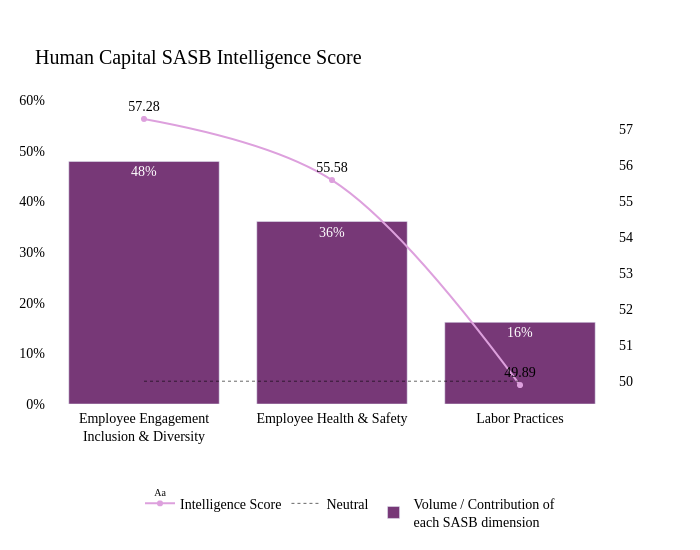 Human Capital SASB Intelligence Score
60%
57.28
57
50%
55.58
56
48%
40%
55
36%
54
30%
53
20%
52
16%
51
10%
49.89
50
0%
Employee Engagement
Inclusion & Diversity
Employee Health & Safety
Labor Practices
Aa
Intelligence Score
Neutral
Volume / Contribution of
each SASB dimension